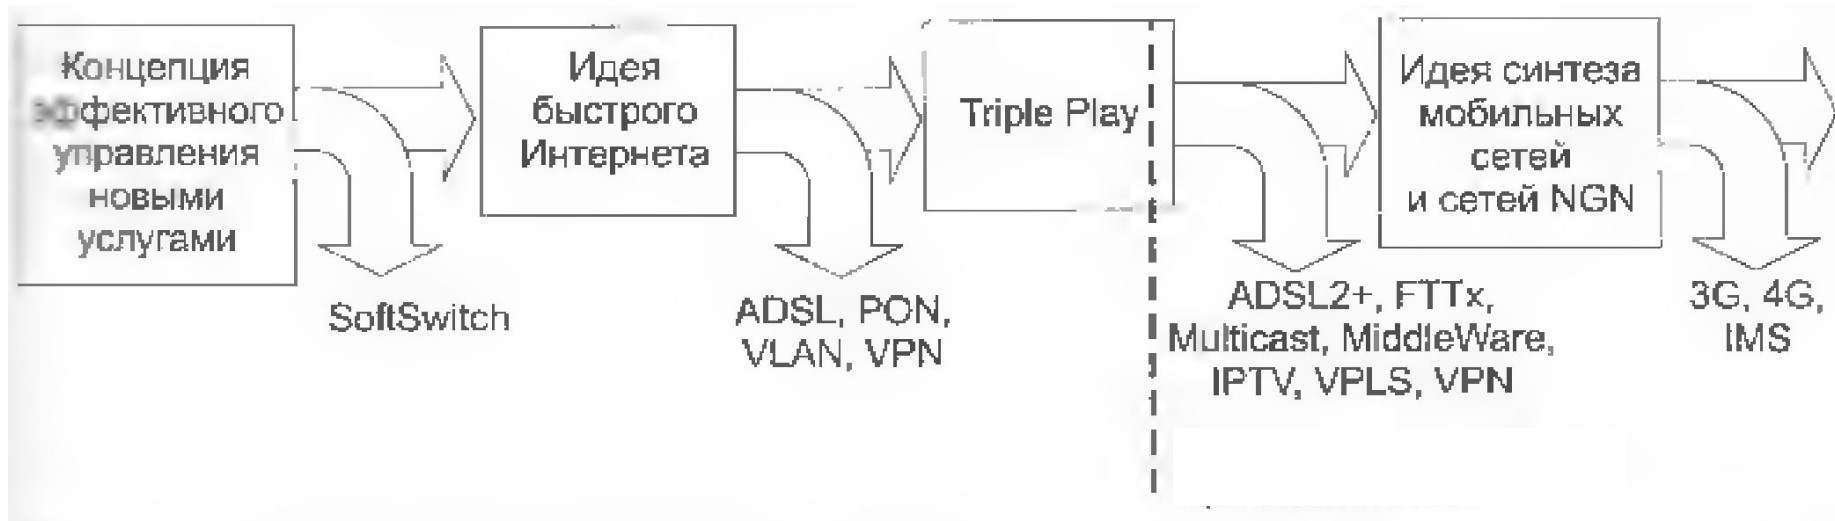 Концепция
эффективного
управления
новыми
услугами
SoftSwitch
Идея
быстрого
Интернета
ADSL, PON,
VLAN, VPN
Triple Play
ADSL2+, FTTx,
Multicast, MiddleWare,
IPTV, VPLS, VPN
Идея синтеза
мобильных
сетей
и сетей NGN
3G, 4G,
IMS